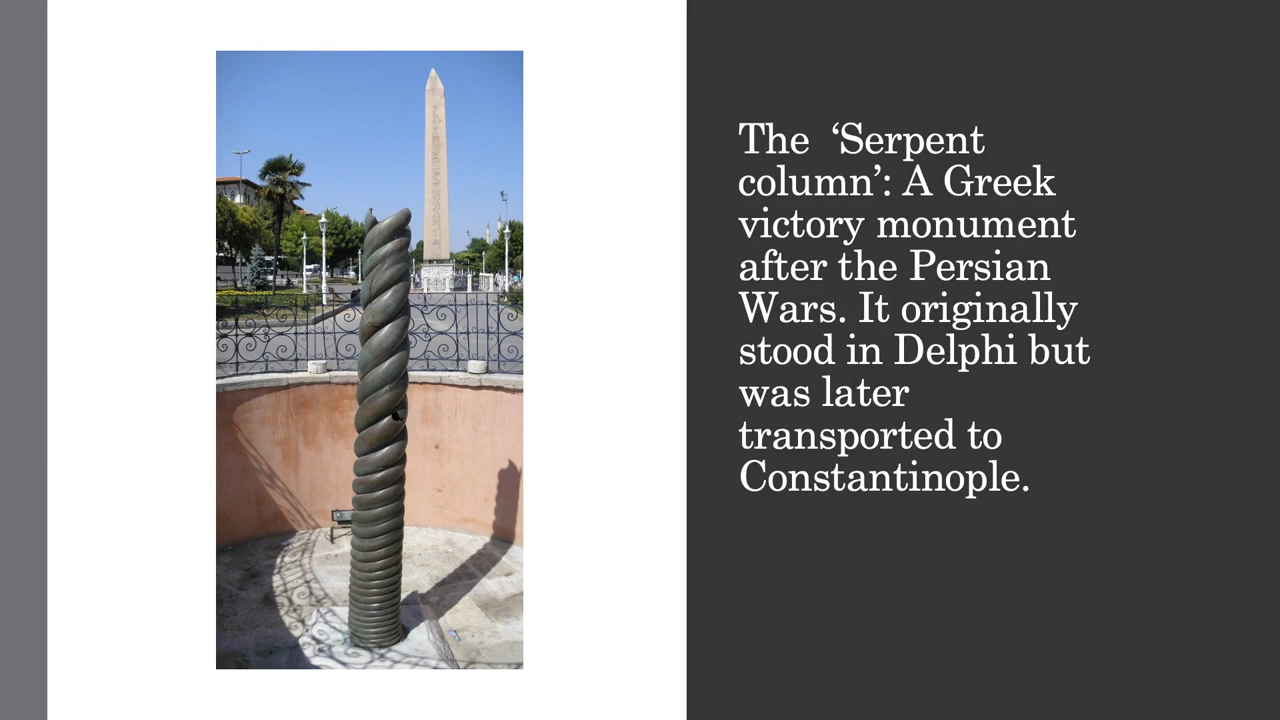 The  ‘Serpent
column’: A Greek
victory monument
after the Persian
Wars. It originally
stood in Delphi but
was later
transported to
Constantinople.